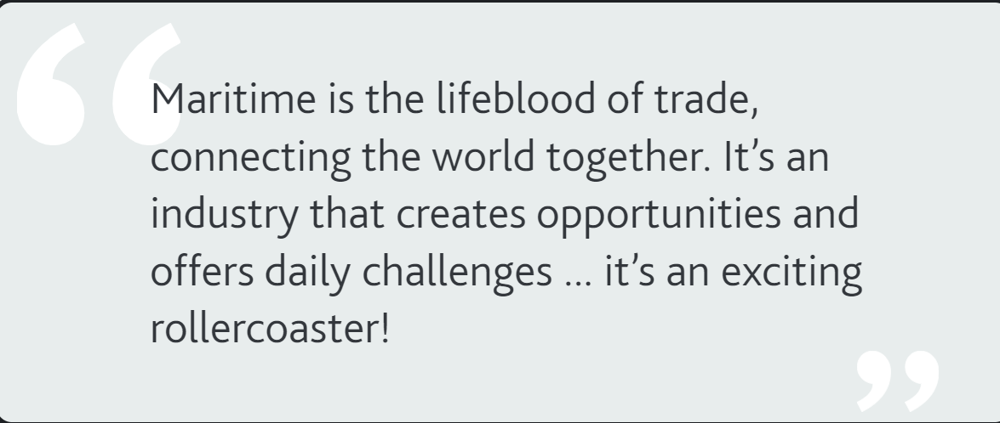 Maritime is the lifeblood of trade,
connecting the world together. It’s an
industry that creates opportunities and
offers daily challenges ... it’s an exciting
rollercoaster!